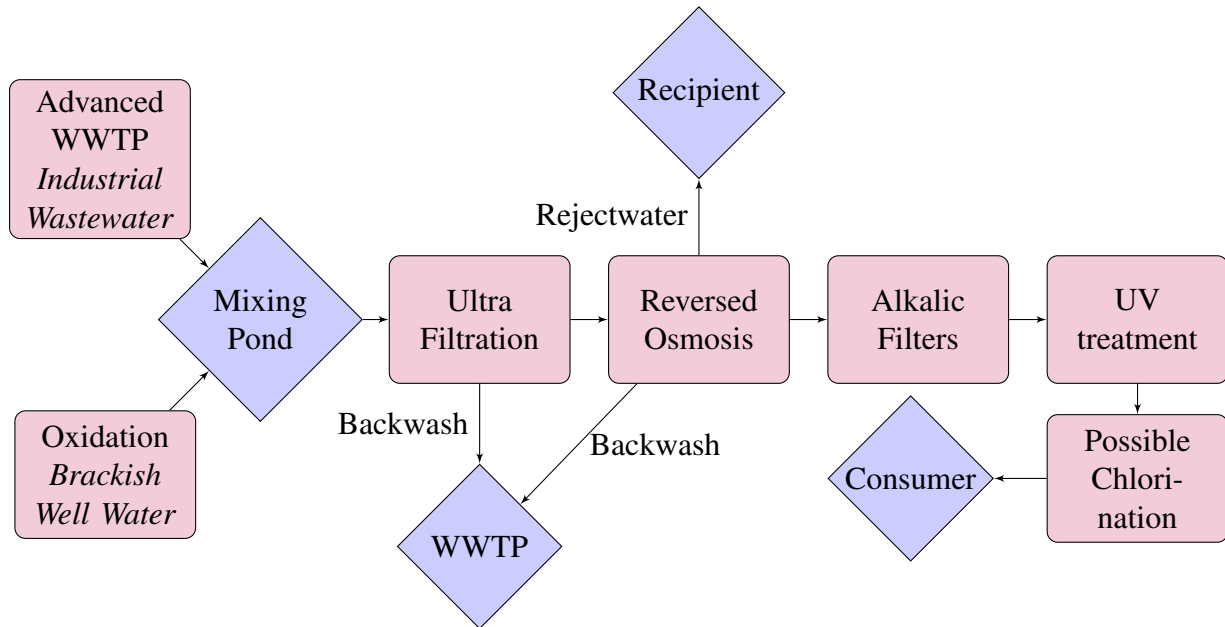 Advanced
WWTP
Industrial
Wastewater
Oxidation
Brackish
Well Water
Mixing
Pond
Ultra
Filtration
Backwash
WWTP
Reversed
Osmosis
Rejectwater
Recipient
Backwash
Alkalic
Filters
UV
treatment
Possible
Chlori-
nation
Consumer